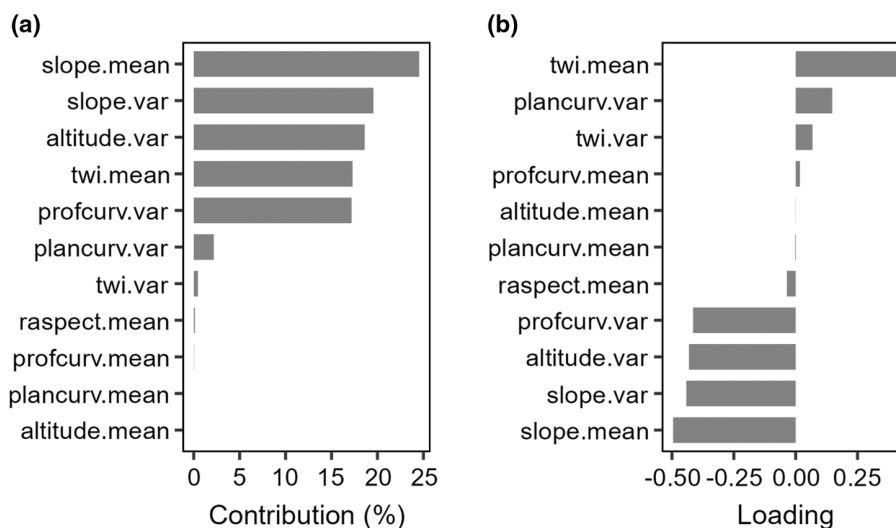 (a)
slope.mean
slope.var
altitude.var
twi.mean
profcurv.var
plancurv.var
twi.var
raspect.mean
profcurv.mean
plancurv.mean
altitude.mean
0 5 10 15 20 25
Contribution (%)
(b)
twi.mean
plancurv.var
twi.var
profcurv.mean
altitude.mean
plancurv.mean
raspect.mean
profcurv.var
altitude.var
slope.var
slope.mean
-0.50 -0.25 0.00 0.25
Loading